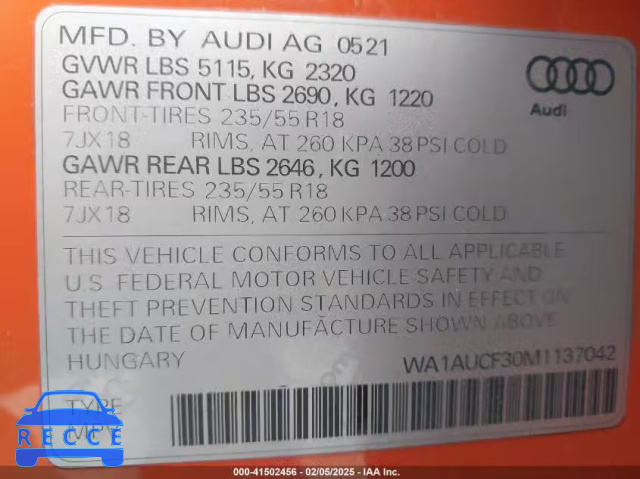 MFD. BY AUDI AG 0521
GVWR LBS 5115, KG 2320
GAWR FRONT LBS 2690, KG 1220
FRONT-TIRES 235/55 R18
7JX18 RIMS, AT 260 KPA 38 PSI COLD
GAWR REAR LBS 2646, KG 1200
REAR-TIRES 235/55 R18
7JX18 RIMS, AT 260 KPA 38 PSI COLD
Audi
THIS VEHICLE CONFORMS TO ALL APPLICABLE
U.S. FEDERAL MOTOR VEHICLE SAFETY AND
THEFT PREVENTION STANDARDS IN EFFECT ON
THE DATE OF MANUFACTURE SHOWN ABOVE.
HUNGARY WA1AUCF30M1137042
TYPE
MPV
RECCE
000-41502456 - 02/05/2025 - IAA Inc.